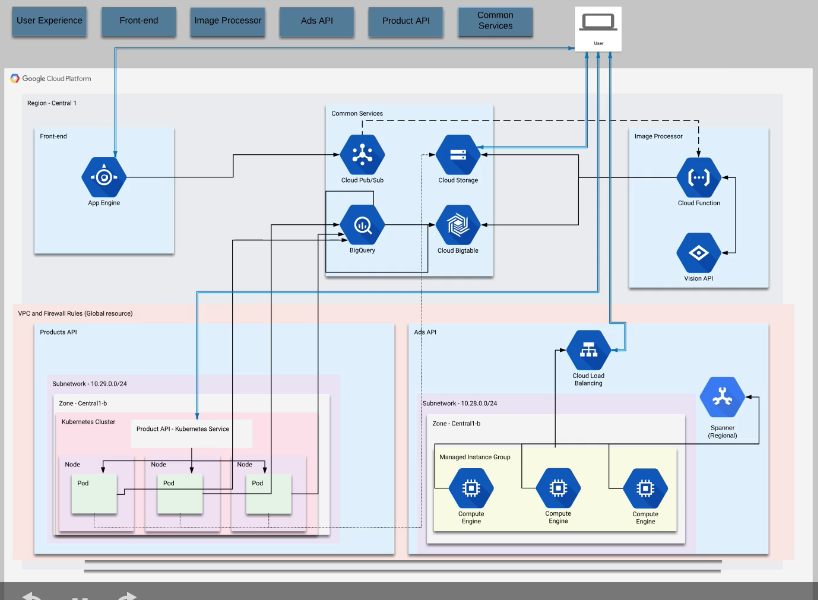 User Experience
Front-end
Image Processor
Ads API
Product API
Common
Services
User
Google Cloud Platform
Region - Central 1
Front-end
App Engine
Common Services
Cloud Pub/Sub
Cloud Storage
BigQuery
Cloud Bigtable
Image Processor
Cloud Function
Vision API
VPC and Firewall Rules (Global resource)
Products API
Subnetwork - 10.29.0.0/24
Zone - Central1-b
Kubernetes Cluster
Product API - Kubernetes Service
Node
Pod
Node
Pod
Node
Pod
Ads API
Cloud Load
Balancing
Subnetwork - 10.28.0.0/24
Zone - Central1-b
Managed Instance Group
Compute
Engine
Compute
Engine
Compute
Engine
Spanner
(Regional)